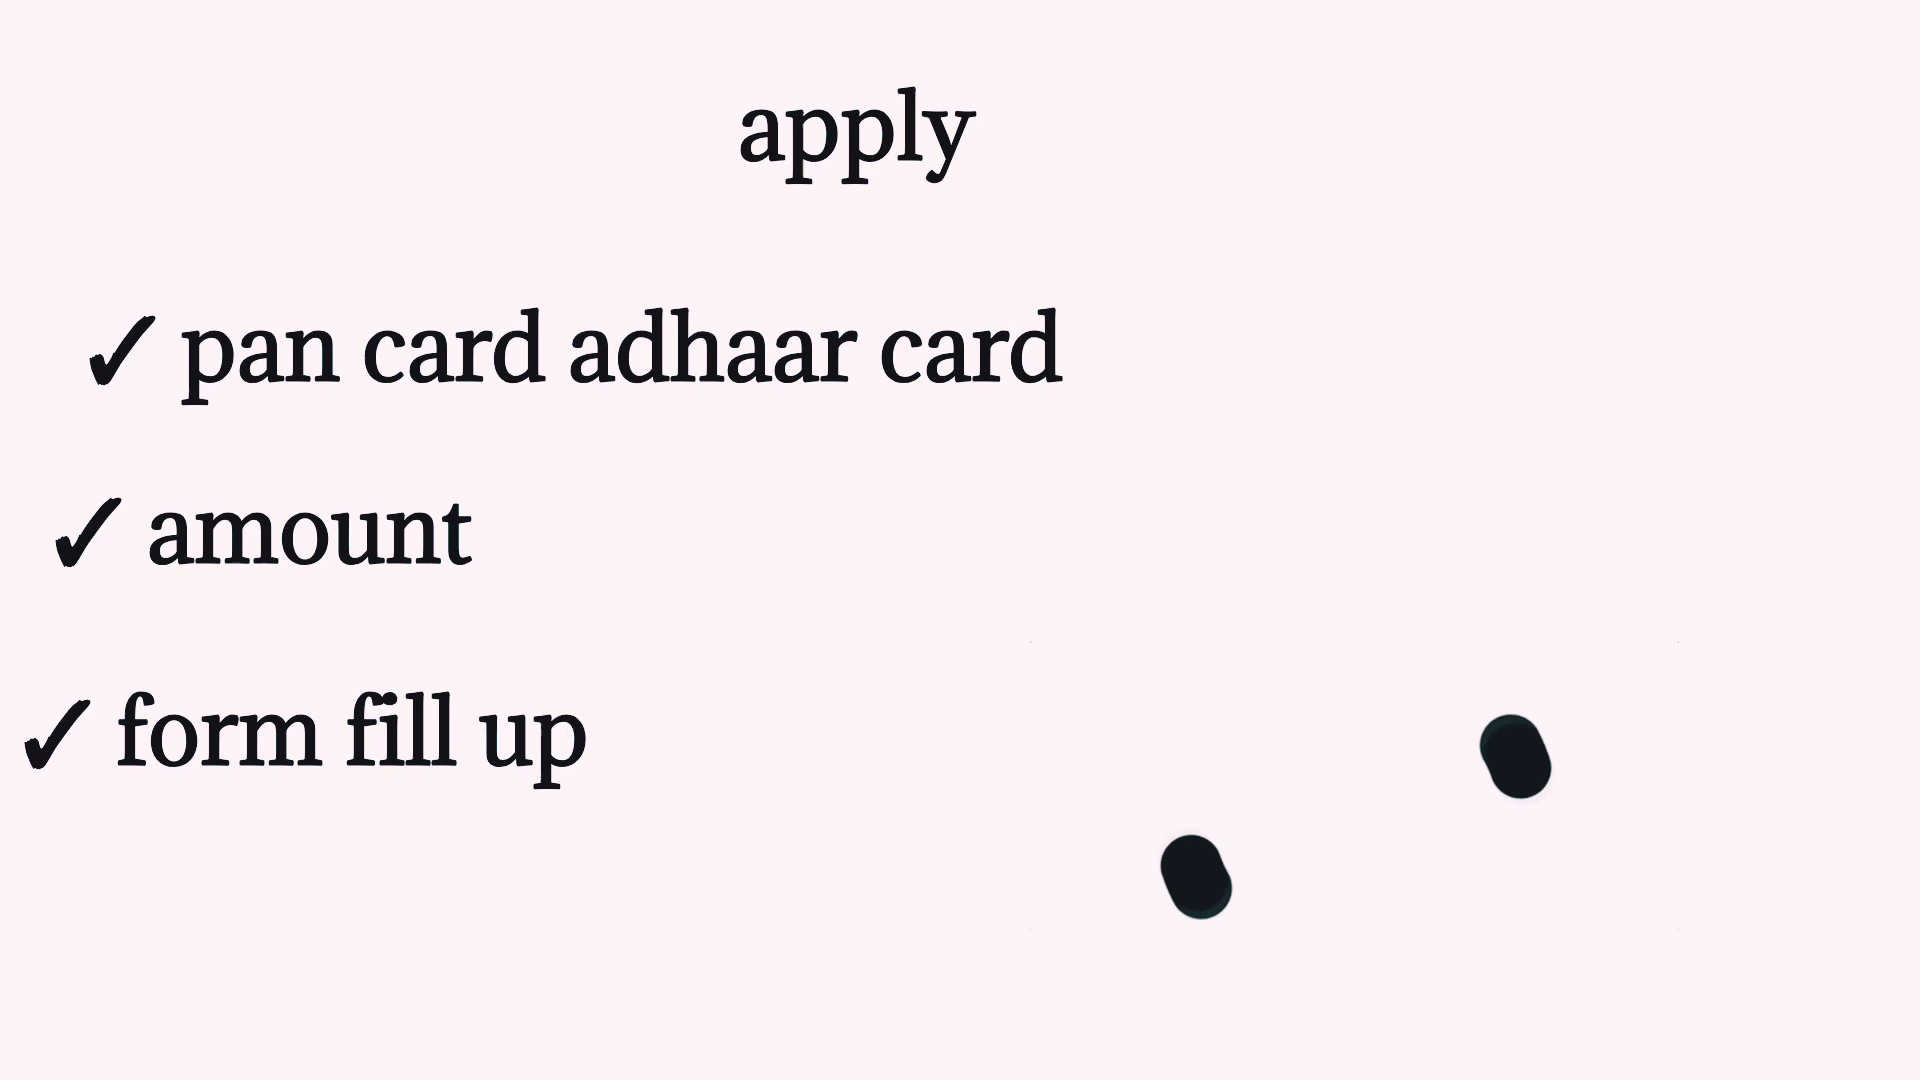 apply
✓ pan card adhaar card
✓ amount
✓ form fill up